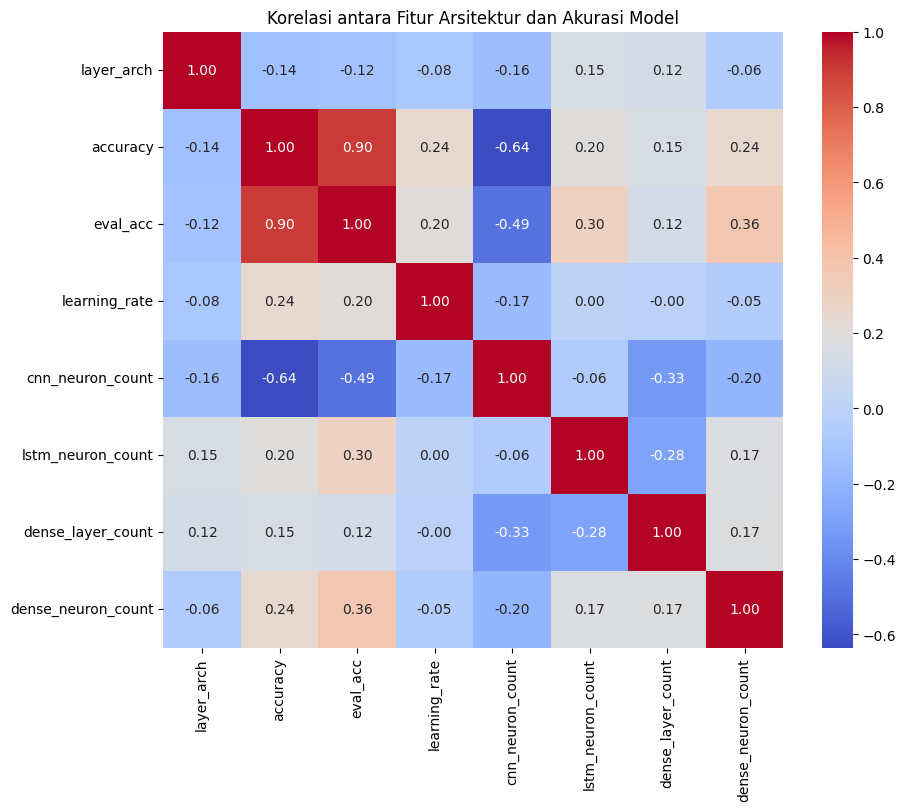 Korelasi antara Fitur Arsitektur dan Akurasi Model
layer_arch 1.00 -0.14 -0.12 -0.08 -0.16 0.15 0.12 -0.06
accuracy -0.14 1.00 0.90 0.24 -0.64 0.20 0.15 0.24
eval_acc -0.12 0.90 1.00 0.20 -0.49 0.30 0.12 0.36
learning_rate -0.08 0.24 0.20 1.00 -0.17 0.00 -0.00 -0.05
cnn_neuron_count -0.16 -0.64 -0.49 -0.17 1.00 -0.06 -0.33 -0.20
lstm_neuron_count 0.15 0.20 0.30 0.00 -0.06 1.00 -0.28 0.17
dense_layer_count 0.12 0.15 0.12 -0.00 -0.33 -0.28 1.00 0.17
dense_neuron_count -0.06 0.24 0.36 -0.05 -0.20 0.17 0.17 1.00
layer_arch
accuracy
eval_acc
learning_rate
cnn_neuron_count
lstm_neuron_count
dense_layer_count
dense_neuron_count
1.0
0.8
0.6
0.4
0.2
0.0
−0.2
−0.4
−0.6